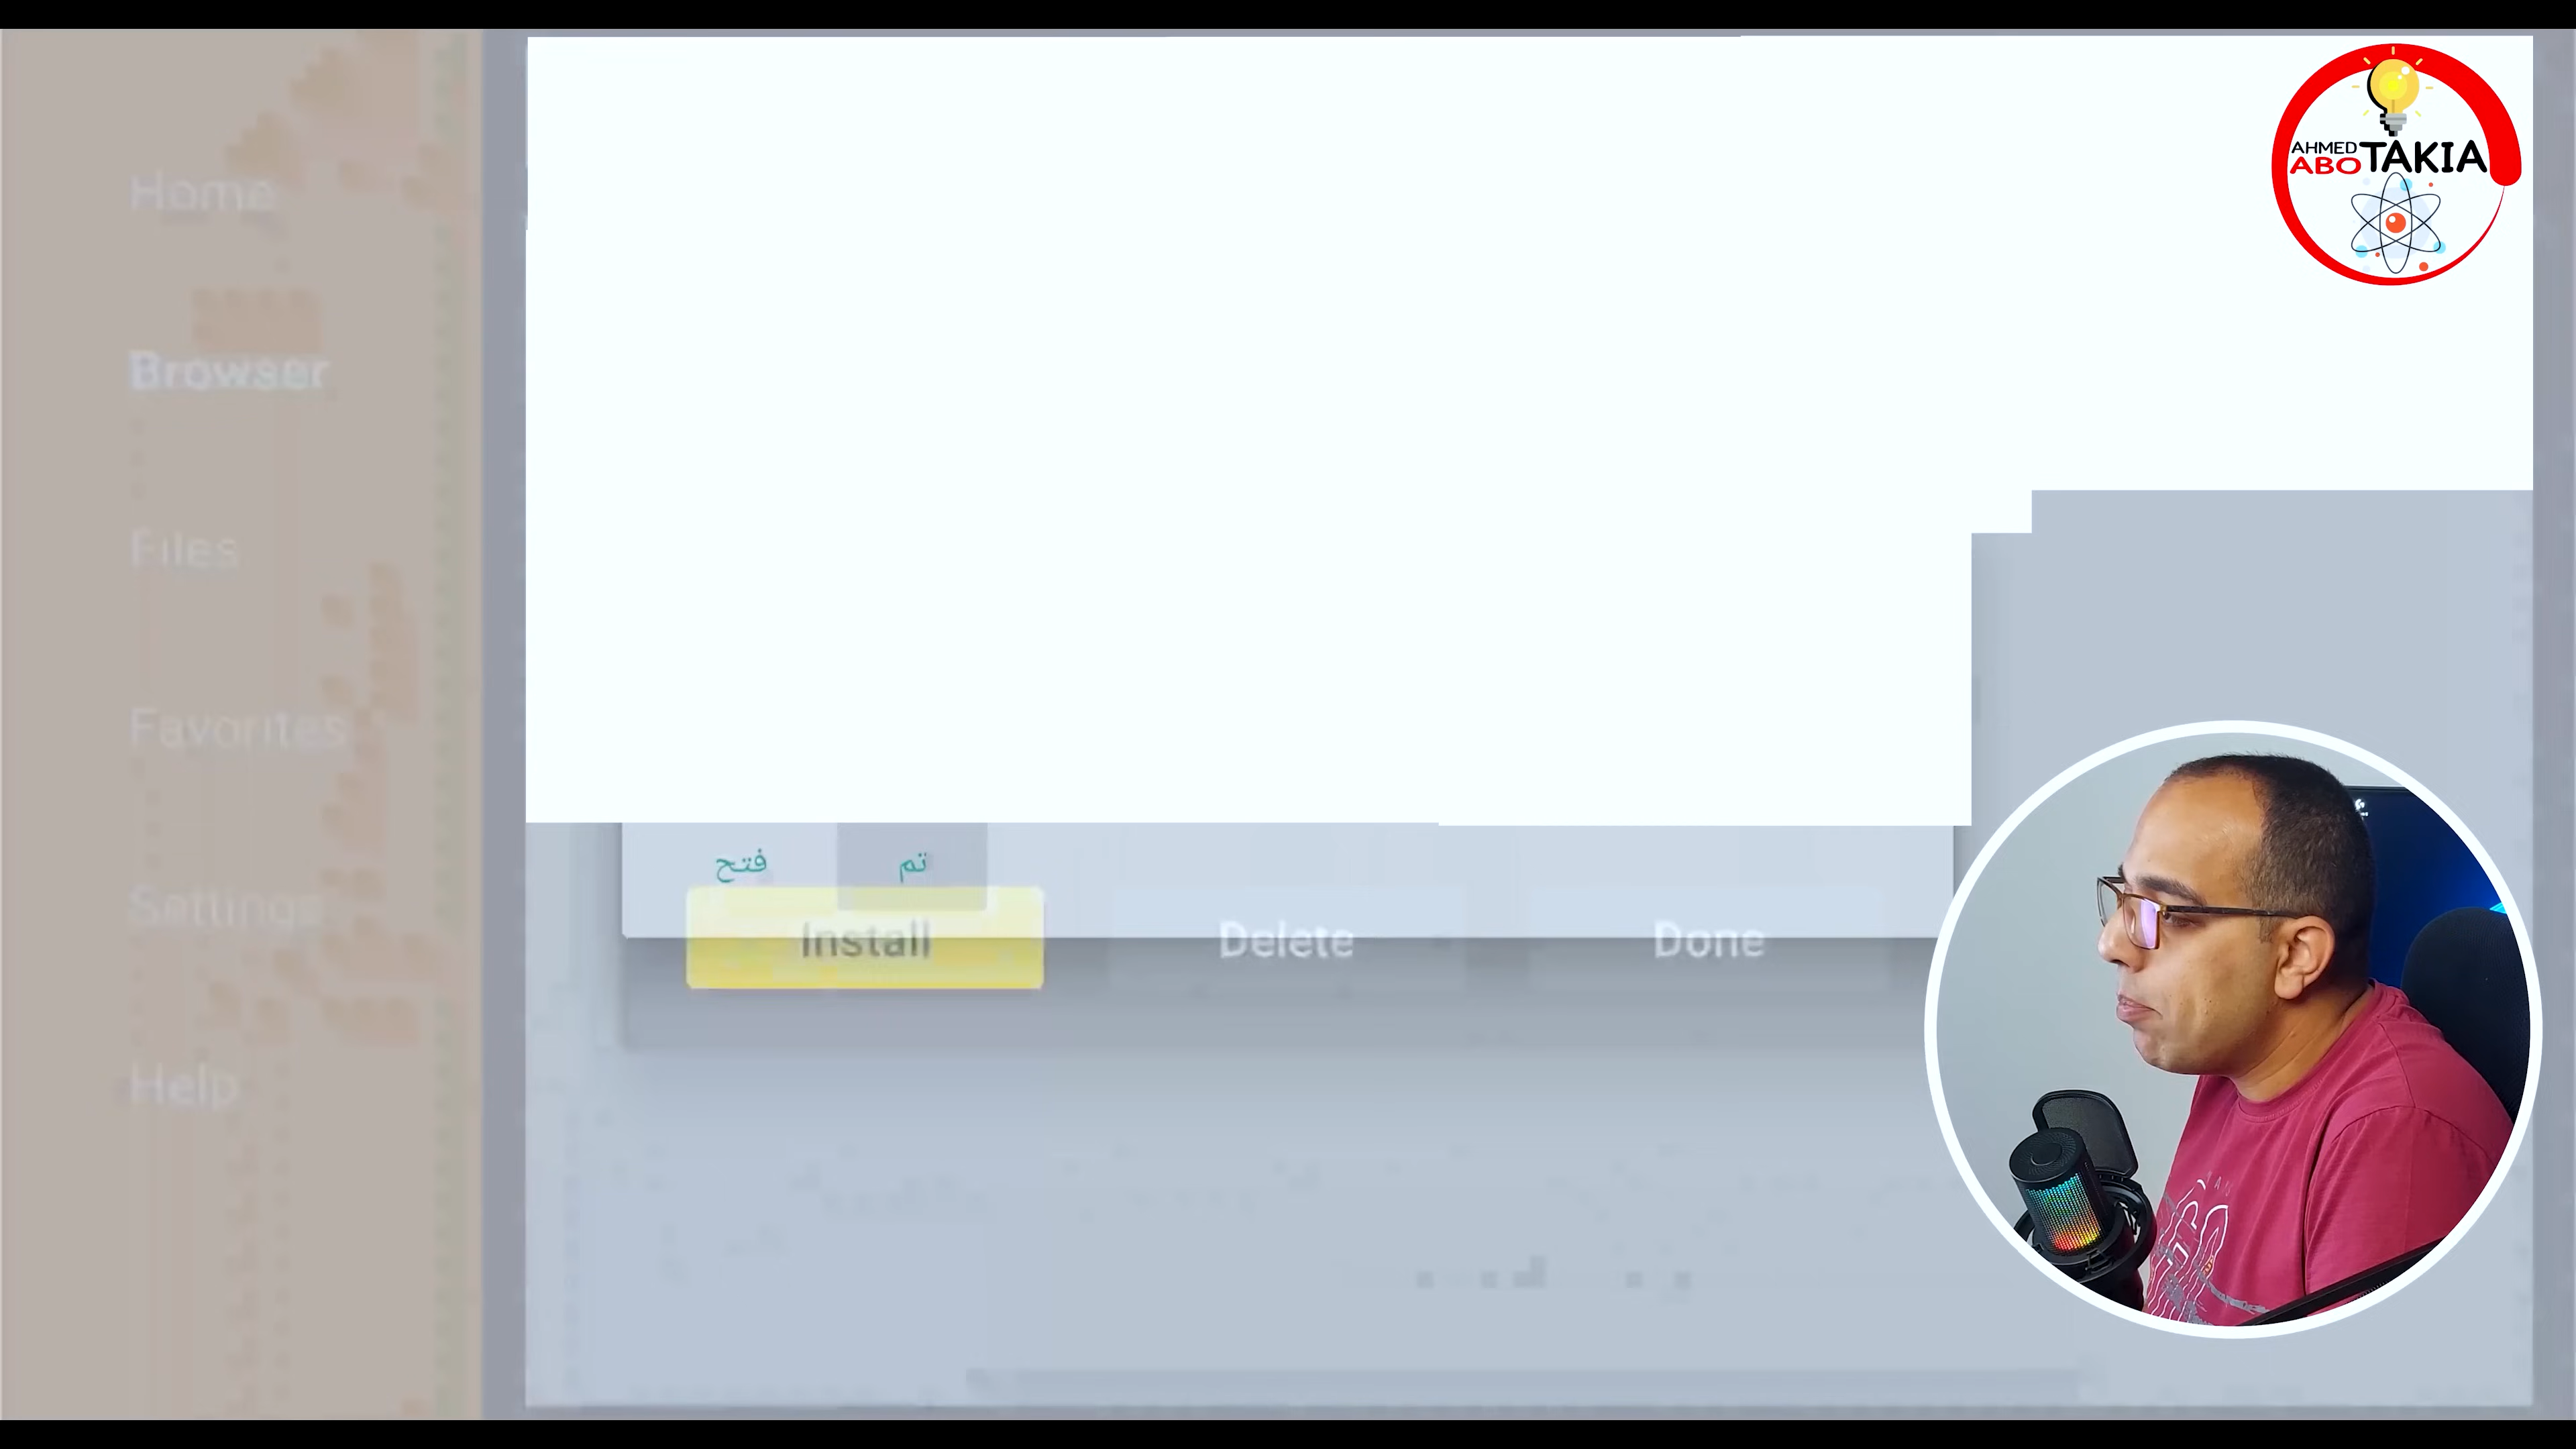 AHMED
ABO TAKIA
Home
Browser
Files
Favorites
Settings
Help
فتح
تم
Install
Delete
Done